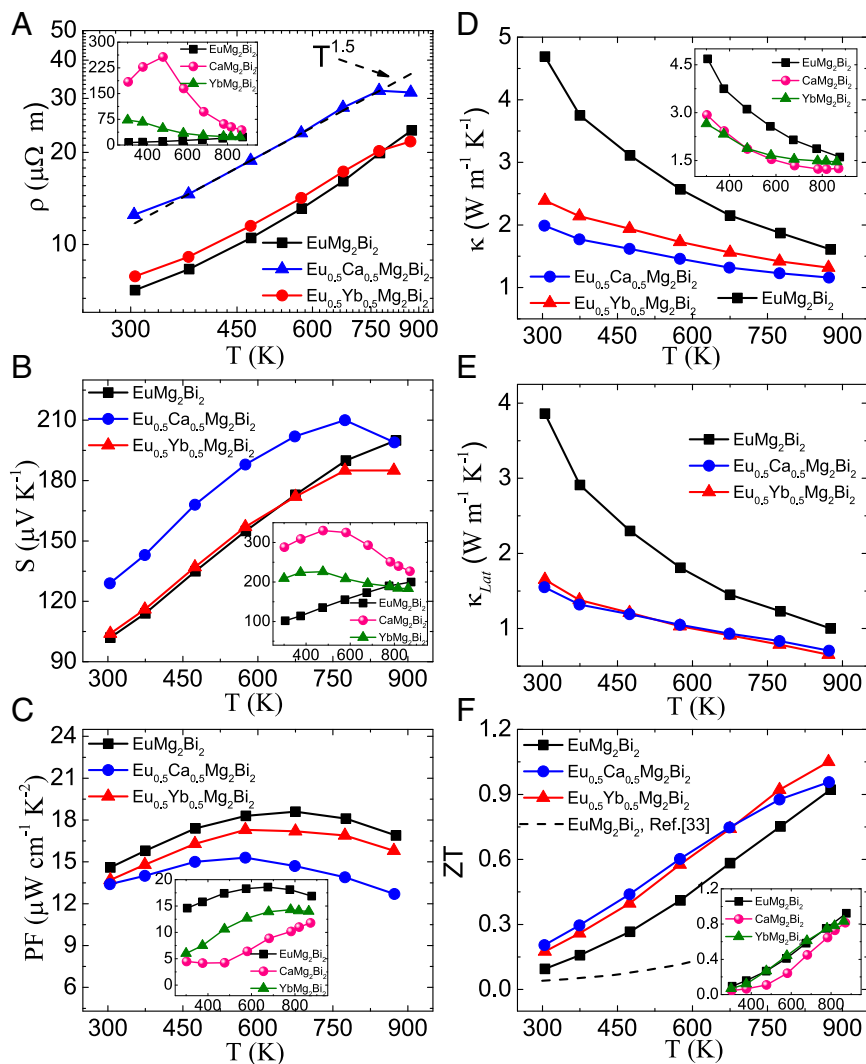 A
ρ (μΩ m)
50
40
30
20
10
300
225
150
75
0
400 600 800
EuMg₂Bi₂
CaMg₂Bi₂
YbMg₂Bi₂
T^1.5
EuMg₂Bi₂
Eu₀.₅Ca₀.₅Mg₂Bi₂
Eu₀.₅Yb₀.₅Mg₂Bi₂
300 450 600 750 900
T (K)
B
S (μV K⁻¹)
210
180
150
120
90
EuMg₂Bi₂
Eu₀.₅Ca₀.₅Mg₂Bi₂
Eu₀.₅Yb₀.₅Mg₂Bi₂
300
200
100
EuMg₂Bi₂
CaMg₂Bi₂
YbMg₂Bi₂
400 600 800
300 450 600 750 900
T (K)
C
PF (μW cm⁻¹ K⁻²)
24
21
18
15
12
9
6
EuMg₂Bi₂
Eu₀.₅Ca₀.₅Mg₂Bi₂
Eu₀.₅Yb₀.₅Mg₂Bi₂
20
15
10
5
0
EuMg₂Bi₂
CaMg₂Bi₂
YbMg₂Bi₂
400 600 800
300 450 600 750 900
T (K)
D
κ (W m⁻¹ K⁻¹)
5
4
3
2
1
4.5
3.0
1.5
EuMg₂Bi₂
CaMg₂Bi₂
YbMg₂Bi₂
400 600 800
Eu₀.₅Ca₀.₅Mg₂Bi₂
Eu₀.₅Yb₀.₅Mg₂Bi₂
EuMg₂Bi₂
300 450 600 750 900
T (K)
E
κLat (W m⁻¹ K⁻¹)
4
3
2
1
EuMg₂Bi₂
Eu₀.₅Ca₀.₅Mg₂Bi₂
Eu₀.₅Yb₀.₅Mg₂Bi₂
300 450 600 750 900
T (K)
F
ZT
1.2
0.9
0.6
0.3
0.0
EuMg₂Bi₂
Eu₀.₅Ca₀.₅Mg₂Bi₂
Eu₀.₅Yb₀.₅Mg₂Bi₂
EuMg₂Bi₂, Ref.[33]
1.2
0.8
0.4
0.0
EuMg₂Bi₂
CaMg₂Bi₂
YbMg₂Bi₂
400 600 800
300 450 600 750 900
T (K)